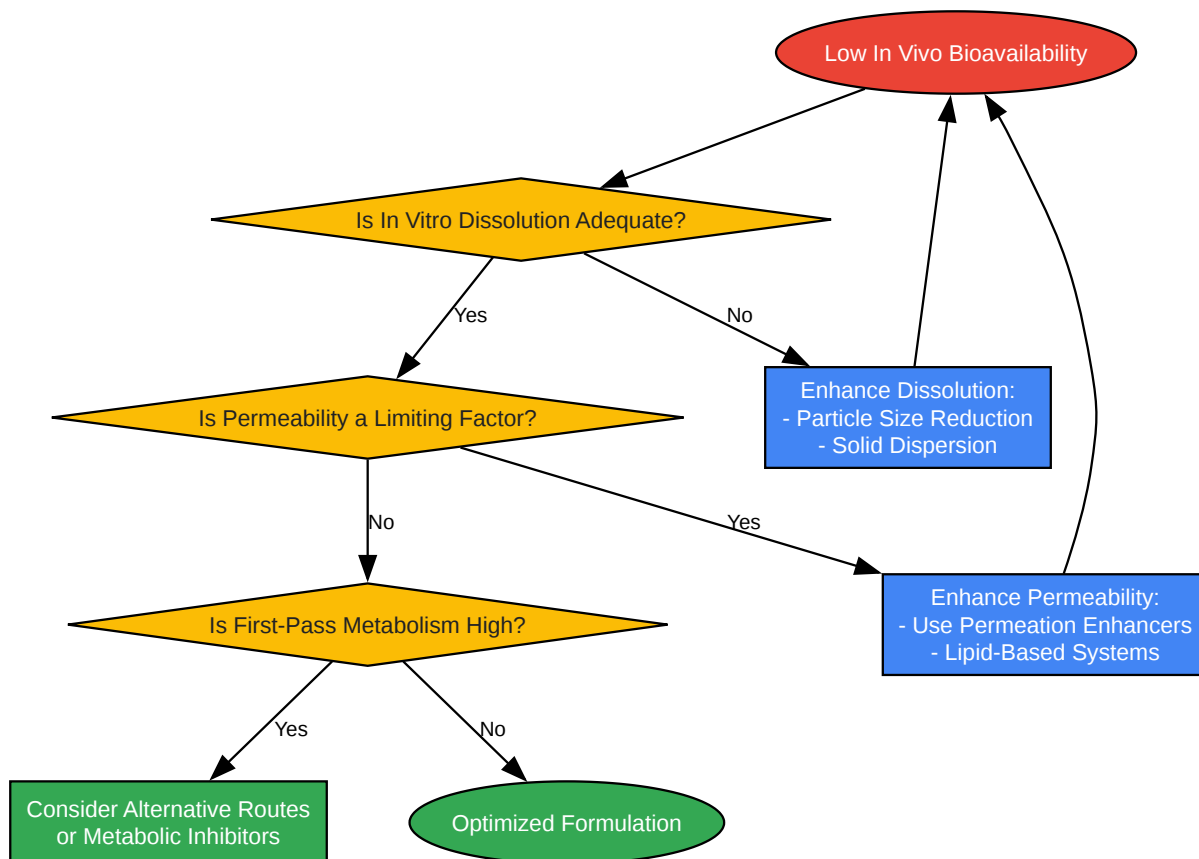 Low In Vivo Bioavailability
Is In Vitro Dissolution Adequate?
Yes
No
Enhance Dissolution:
- Particle Size Reduction
- Solid Dispersion
Is Permeability a Limiting Factor?
No
Yes
Enhance Permeability:
- Use Permeation Enhancers
- Lipid-Based Systems
Is First-Pass Metabolism High?
Yes
No
Consider Alternative Routes
or Metabolic Inhibitors
Optimized Formulation